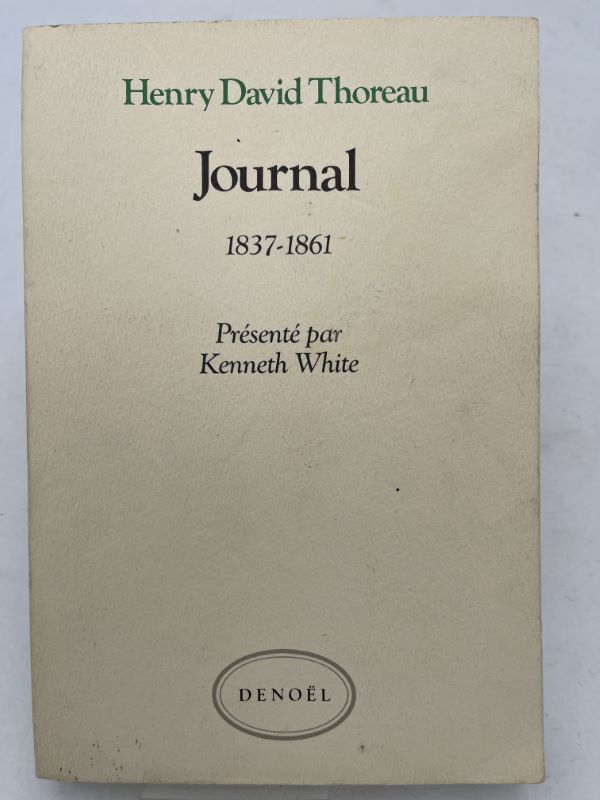 Henry David Thoreau
Journal
1837-1861
Présenté par
Kenneth White
DENOËL